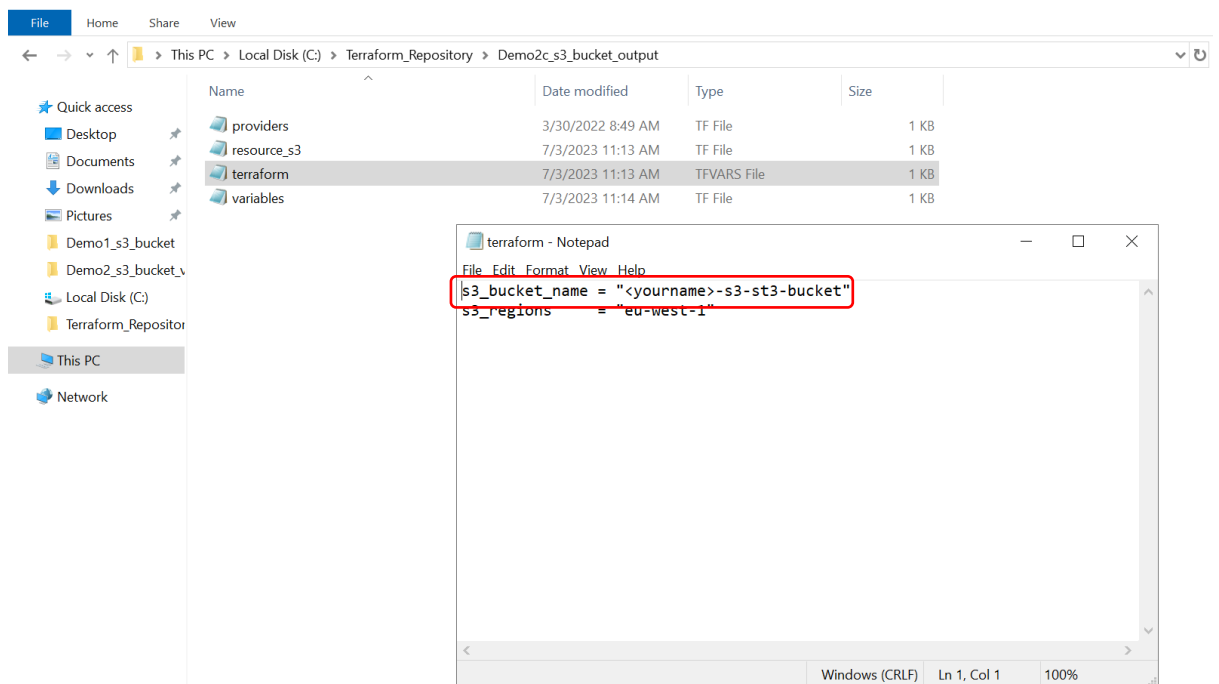 File Home Share View
This PC > Local Disk (C:) > Terraform_Repository > Demo2c_s3_bucket_output
Name Date modified Type Size
Quick access
Desktop
Documents
Downloads
Pictures
Demo1_s3_bucket
Demo2_s3_bucket_v
Local Disk (C:)
Terraform_Repositor
This PC
Network
providers 3/30/2022 8:49 AM TF File 1 KB
resource_s3 7/3/2023 11:13 AM TF File 1 KB
terraform 7/3/2023 11:13 AM TFVARS File 1 KB
variables 7/3/2023 11:14 AM TF File 1 KB
terraform - Notepad
File Edit Format View Help
s3_bucket_name = "<yourname>-s3-st3-bucket"
s3_regions = "eu-west-1"
Windows (CRLF) Ln 1, Col 1 100%